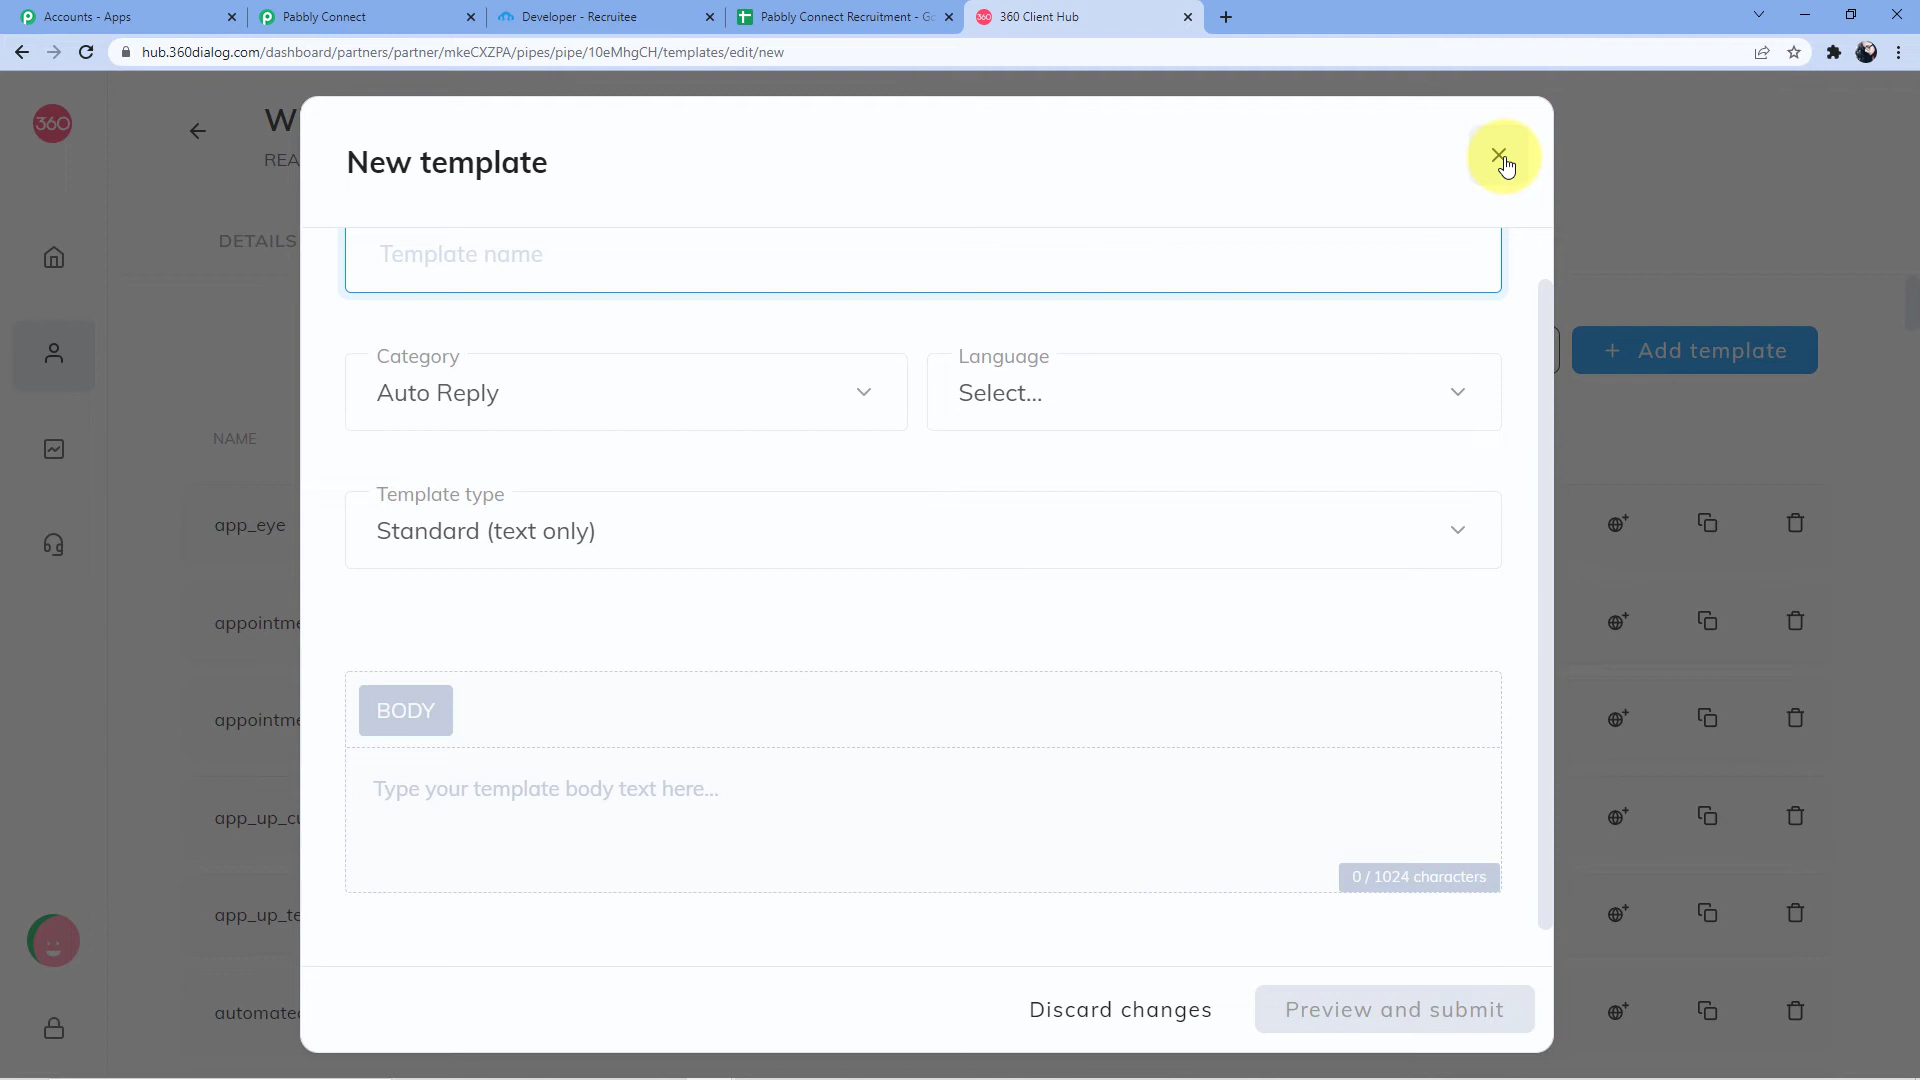 Accounts - Apps
Pabbly Connect
Developer - Recruitee
Pabbly Connect Recruitment - Go
360 Client Hub
hub.360dialog.com/dashboard/partners/partner/mkeCXZPA/pipes/pipe/10eMhgCH/templates/edit/new
360
W
REA
New template
DETAILS
Template name
Add template
Category
Auto Reply
Language
Select...
NAME
Template type
Standard (text only)
app_eye
appointme
BODY
appointme
Type your template body text here...
app_up_cu
0 / 1024 characters
app_up_te
automated
Discard changes
Preview and submit